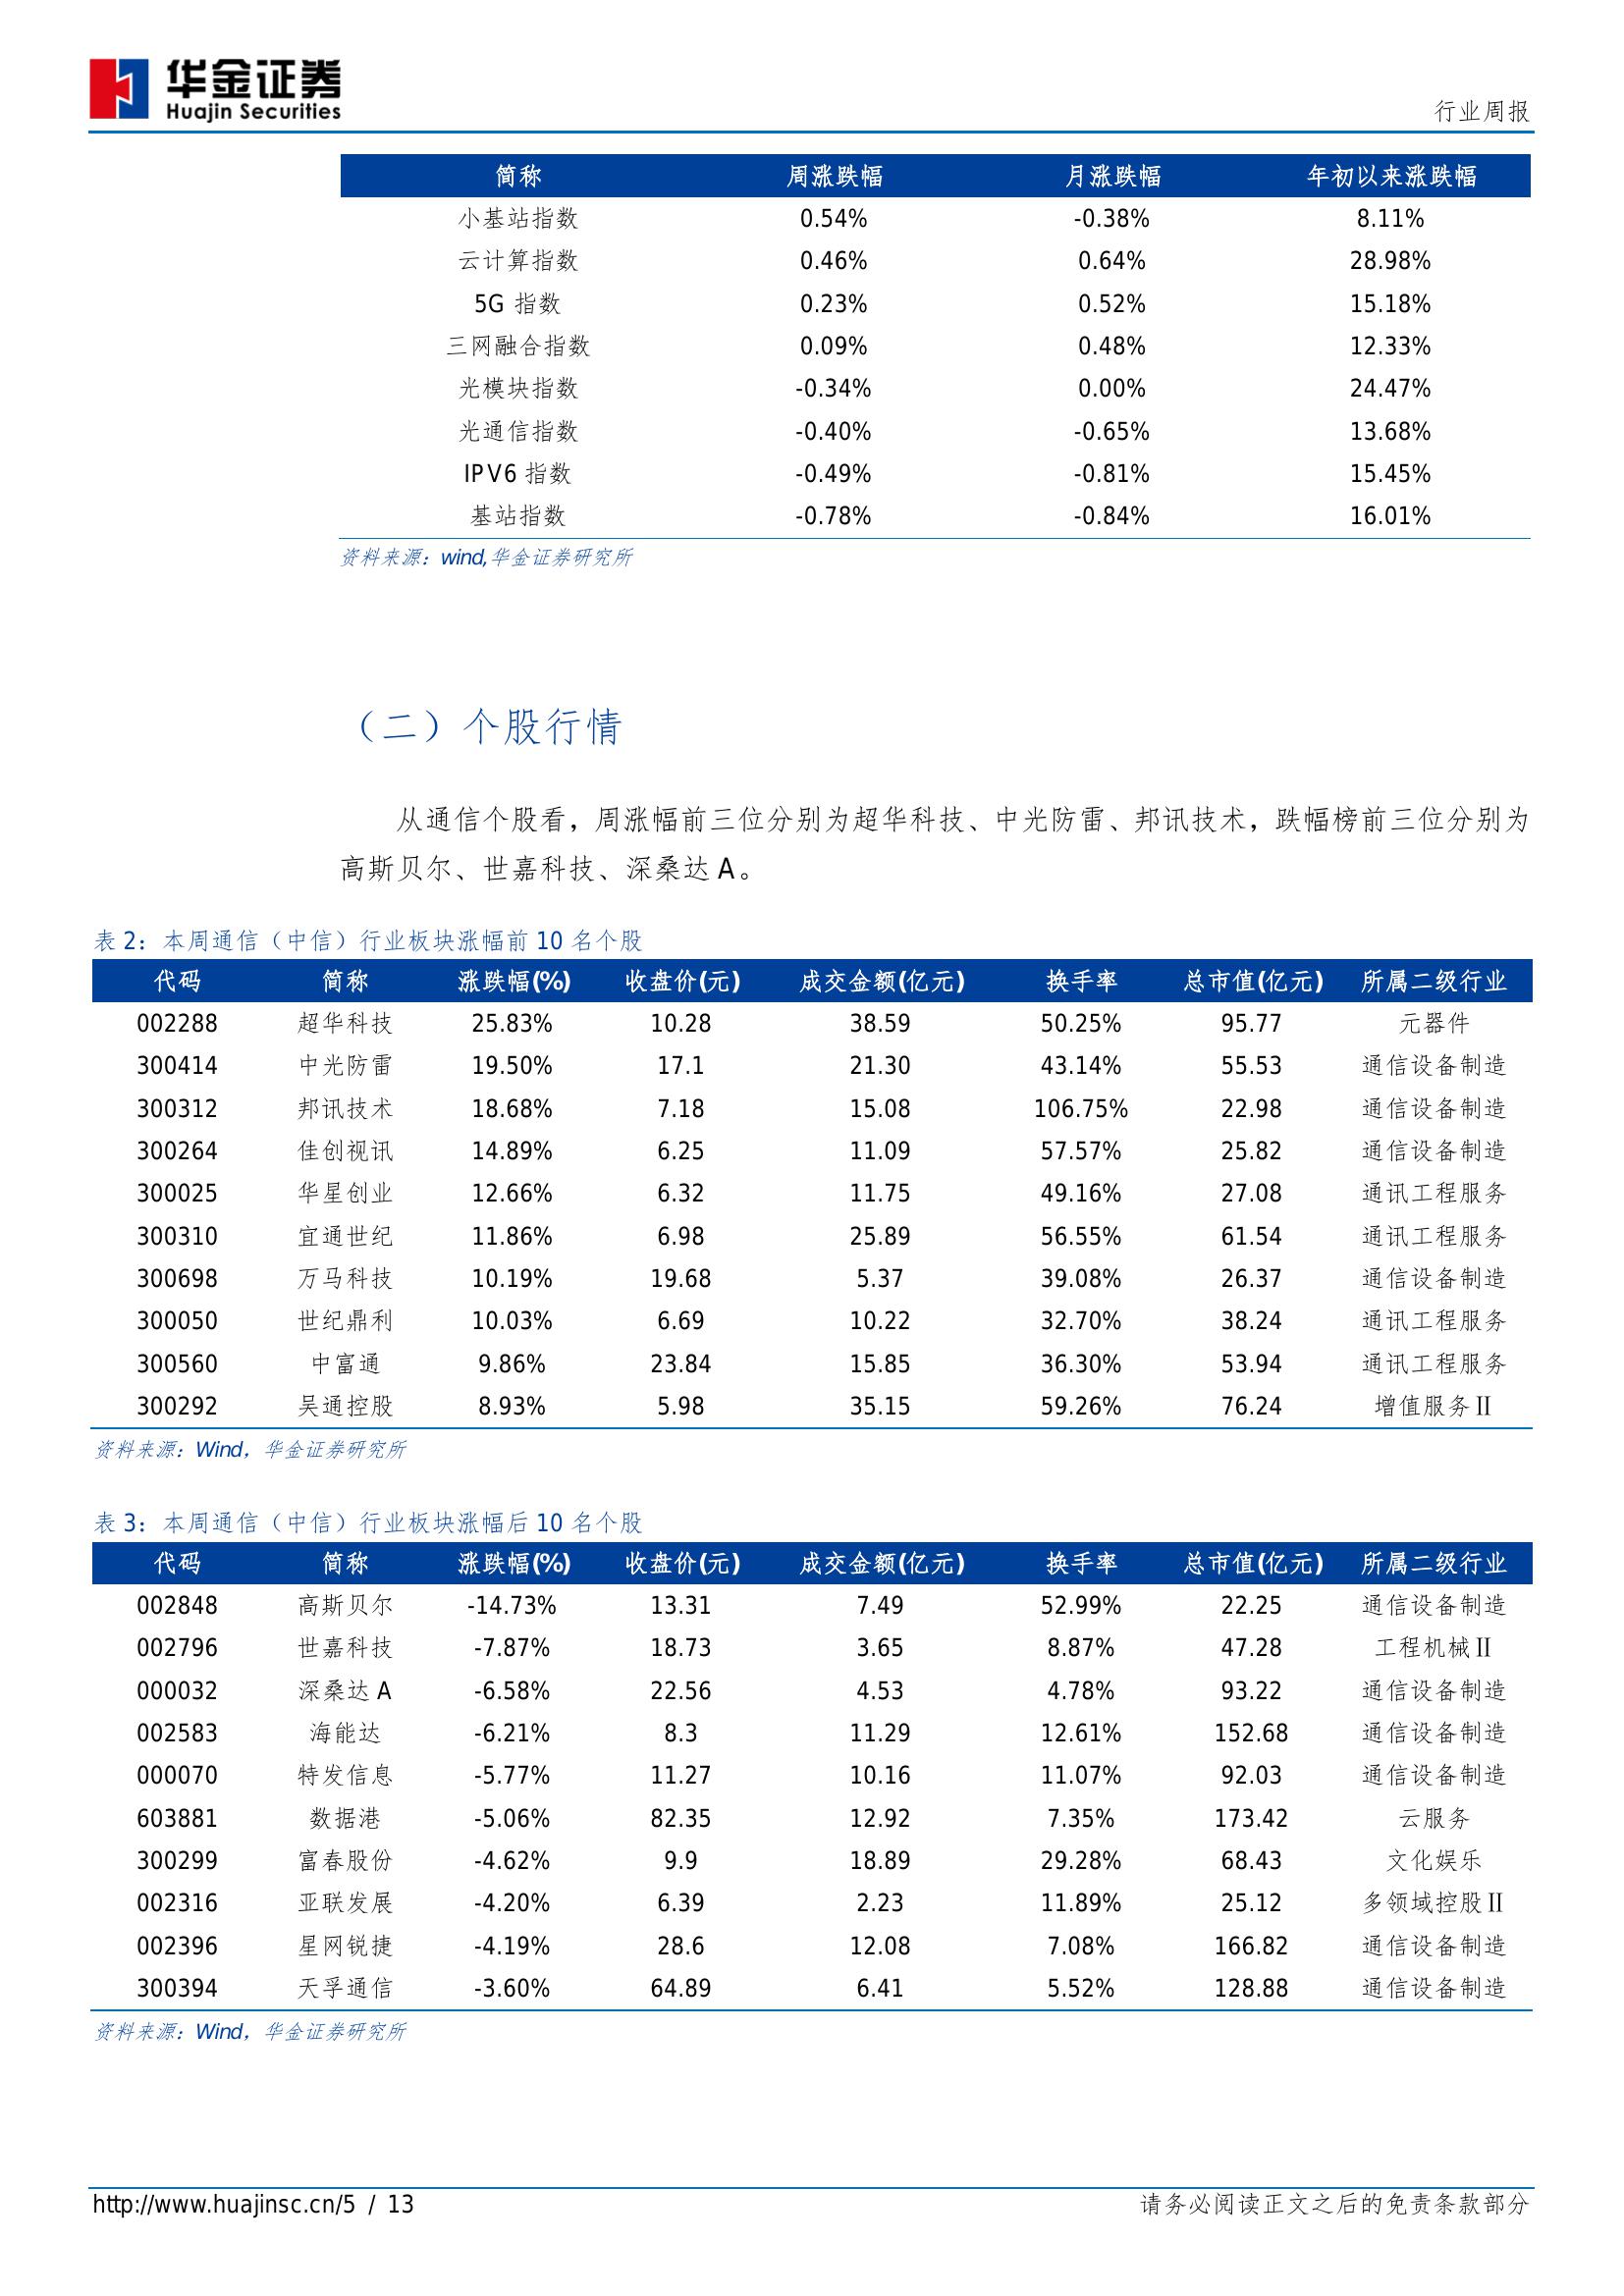 华金证券
Huajin Securities
行业周报
简称 周涨跌幅 月涨跌幅 年初以来涨跌幅
小基站指数 0.54% -0.38% 8.11%
云计算指数 0.46% 0.64% 28.98%
5G 指数 0.23% 0.52% 15.18%
三网融合指数 0.09% 0.48% 12.33%
光模块指数 -0.34% 0.00% 24.47%
光通信指数 -0.40% -0.65% 13.68%
IPV6 指数 -0.49% -0.81% 15.45%
基站指数 -0.78% -0.84% 16.01%
资料来源：wind,华金证券研究所
（二）个股行情
从通信个股看，周涨幅前三位分别为超华科技、中光防雷、邦讯技术，跌幅榜前三位分别为
高斯贝尔、世嘉科技、深桑达 A。
表 2：本周通信（中信）行业板块涨幅前 10 名个股
代码 简称 涨跌幅(%) 收盘价(元) 成交金额(亿元) 换手率 总市值(亿元) 所属二级行业
002288 超华科技 25.83% 10.28 38.59 50.25% 95.77 元器件
300414 中光防雷 19.50% 17.1 21.30 43.14% 55.53 通信设备制造
300312 邦讯技术 18.68% 7.18 15.08 106.75% 22.98 通信设备制造
300264 佳创视讯 14.89% 6.25 11.09 57.57% 25.82 通信设备制造
300025 华星创业 12.66% 6.32 11.75 49.16% 27.08 通讯工程服务
300310 宜通世纪 11.86% 6.98 25.89 56.55% 61.54 通讯工程服务
300698 万马科技 10.19% 19.68 5.37 39.08% 26.37 通信设备制造
300050 世纪鼎利 10.03% 6.69 10.22 32.70% 38.24 通讯工程服务
300560 中富通 9.86% 23.84 15.85 36.30% 53.94 通讯工程服务
300292 吴通控股 8.93% 5.98 35.15 59.26% 76.24 增值服务Ⅱ
资料来源：Wind，华金证券研究所
表 3：本周通信（中信）行业板块涨幅后 10 名个股
代码 简称 涨跌幅(%) 收盘价(元) 成交金额(亿元) 换手率 总市值(亿元) 所属二级行业
002848 高斯贝尔 -14.73% 13.31 7.49 52.99% 22.25 通信设备制造
002796 世嘉科技 -7.87% 18.73 3.65 8.87% 47.28 工程机械Ⅱ
000032 深桑达 A -6.58% 22.56 4.53 4.78% 93.22 通信设备制造
002583 海能达 -6.21% 8.3 11.29 12.61% 152.68 通信设备制造
000070 特发信息 -5.77% 11.27 10.16 11.07% 92.03 通信设备制造
603881 数据港 -5.06% 82.35 12.92 7.35% 173.42 云服务
300299 富春股份 -4.62% 9.9 18.89 29.28% 68.43 文化娱乐
002316 亚联发展 -4.20% 6.39 2.23 11.89% 25.12 多领域控股Ⅱ
002396 星网锐捷 -4.19% 28.6 12.08 7.08% 166.82 通信设备制造
300394 天孚通信 -3.60% 64.89 6.41 5.52% 128.88 通信设备制造
资料来源：Wind，华金证券研究所
http://www.huajinsc.cn/5 / 13 请务必阅读正文之后的免责条款部分